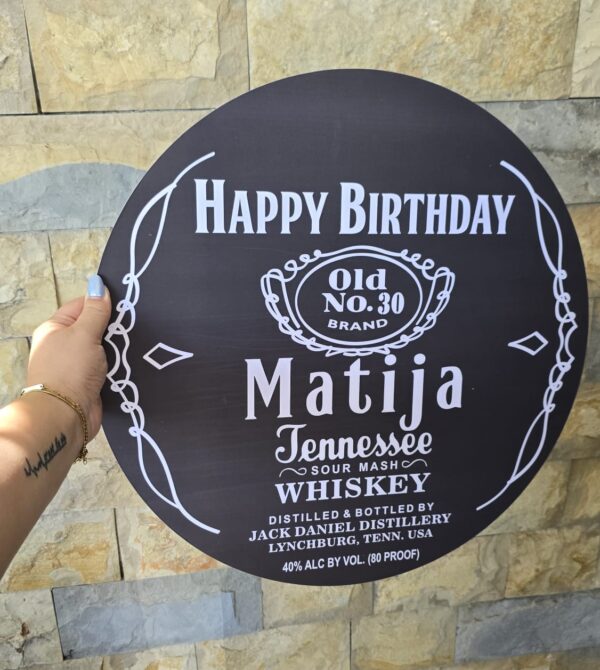 HAPPY BIRTHDAY
Old
No. 30
BRAND
Matija
Tennessee
SOUR MASH
WHISKEY
DISTILLED & BOTTLED BY
JACK DANIEL DISTILLERY
LYNCHBURG, TENN. USA
40% ALC BY VOL. (80 PROOF)